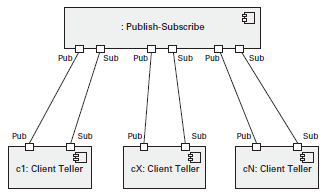 : Publish-Subscribe
Pub Sub Pub Sub Pub Sub
Pub Sub Pub Sub Pub Sub
c1: Client Teller cX: Client Teller cN: Client Teller